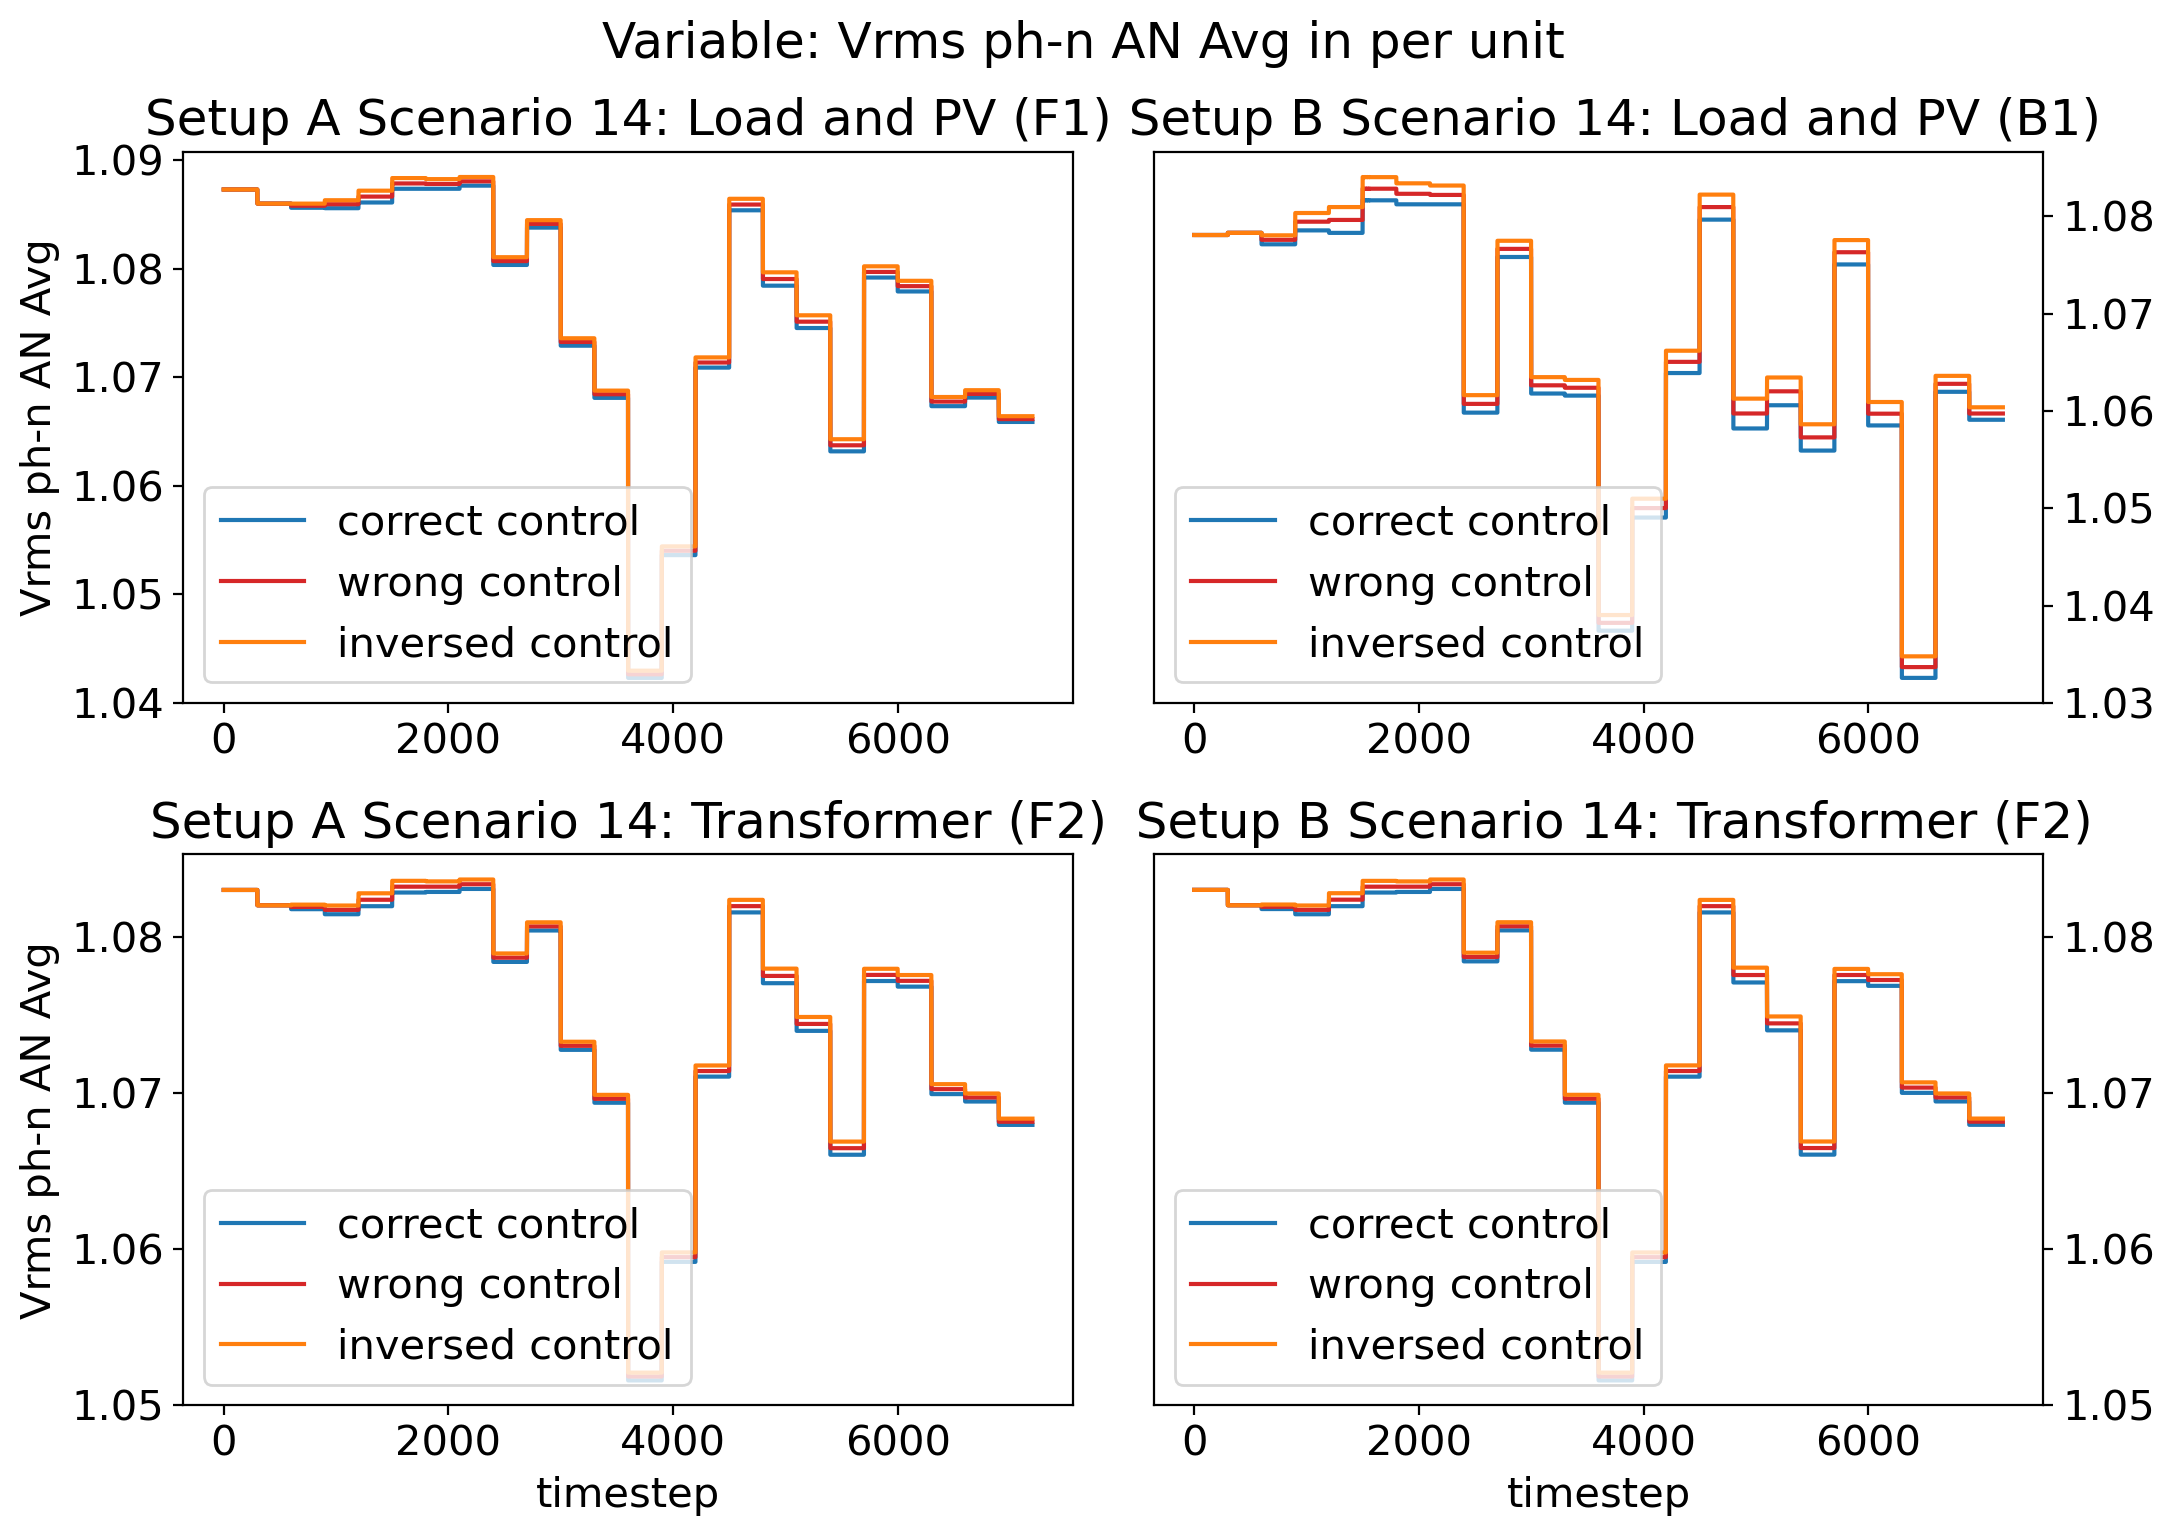 Variable: Vrms ph-n AN Avg in per unit
Setup A Scenario 14: Load and PV (F1)
Vrms ph-n AN Avg
1.09
1.08
1.07
1.06
1.05
1.04
0 2000 4000 6000
correct control
wrong control
inversed control
Setup B Scenario 14: Load and PV (B1)
1.08
1.07
1.06
1.05
1.04
1.03
0 2000 4000 6000
correct control
wrong control
inversed control
Setup A Scenario 14: Transformer (F2)
Vrms ph-n AN Avg
1.08
1.07
1.06
1.05
0 2000 4000 6000
timestep
correct control
wrong control
inversed control
Setup B Scenario 14: Transformer (F2)
1.08
1.07
1.06
1.05
0 2000 4000 6000
timestep
correct control
wrong control
inversed control